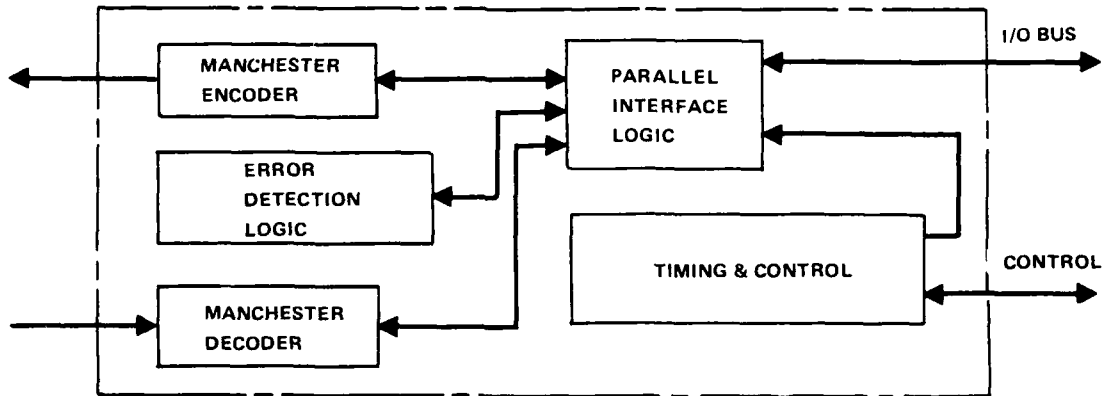 MANCHESTER
ENCODER
PARALLEL
INTERFACE
LOGIC
I/O BUS
ERROR
DETECTION
LOGIC
TIMING & CONTROL
CONTROL
MANCHESTER
DECODER